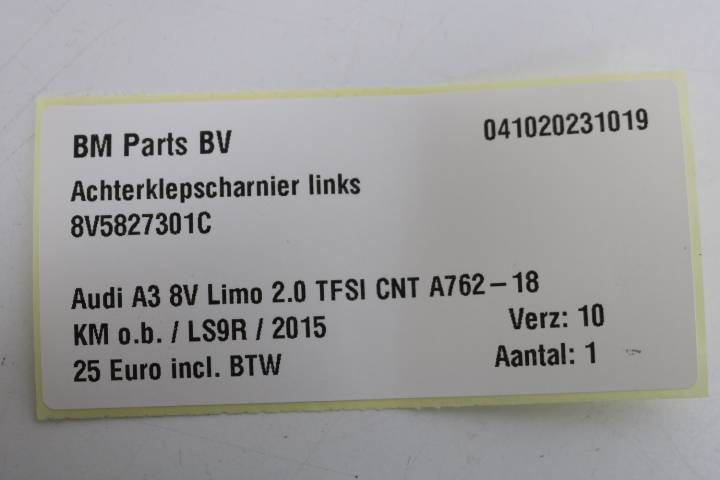 BM Parts BV
041020231019
Achterklepscharnier links
8V5827301C
Audi A3 8V Limo 2.0 TFSI CNT A762-18
KM o.b. / LS9R / 2015
Verz: 10
25 Euro incl. BTW
Aantal: 1